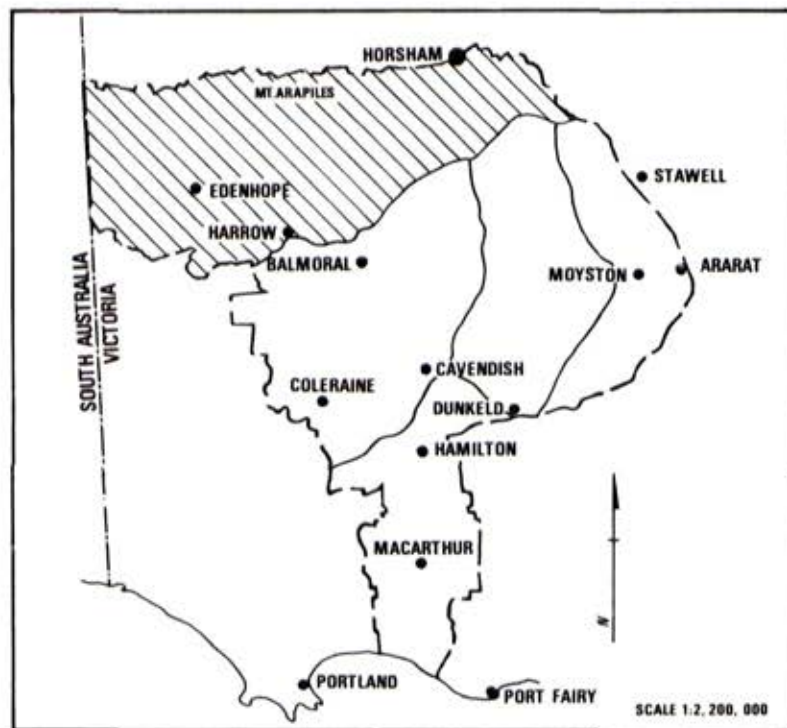 HORSHAM
MT. ARAPILES
STAWELL
EDENHOPE
HARROW
BALMORAL
MOYSTON
ARARAT
SOUTH AUSTRALIA
VICTORIA
CAVENDISH
COLERAINE
DUNKELD
HAMILTON
MACARTHUR
N
PORTLAND
PORT FAIRY
SCALE 1:2, 200, 000